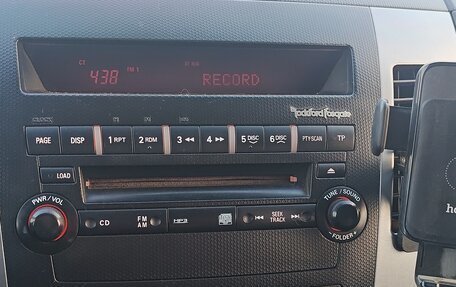 CT
4:38 FM 1 RECORD
Rockford Fosgate
CLOCK
PAGE DISP 1 RPT 2 RDM 3 ◄◄ 4 ►► 5 DISC 6 DISC PTY SCAN TP
LOAD
PWR / VOL
TUNE / SOUND
CD FM AM MP3 SEEK TRACK
FOLDER